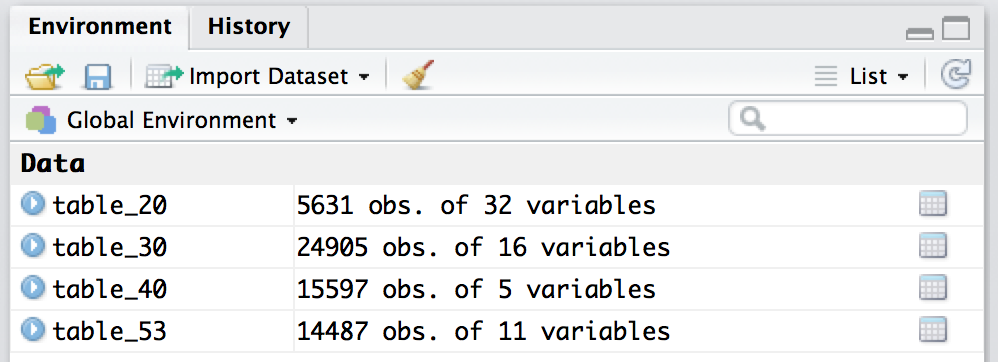 Environment History
Import Dataset List
Global Environment
Data
table_20 5631 obs. of 32 variables
table_30 24905 obs. of 16 variables
table_40 15597 obs. of 5 variables
table_53 14487 obs. of 11 variables